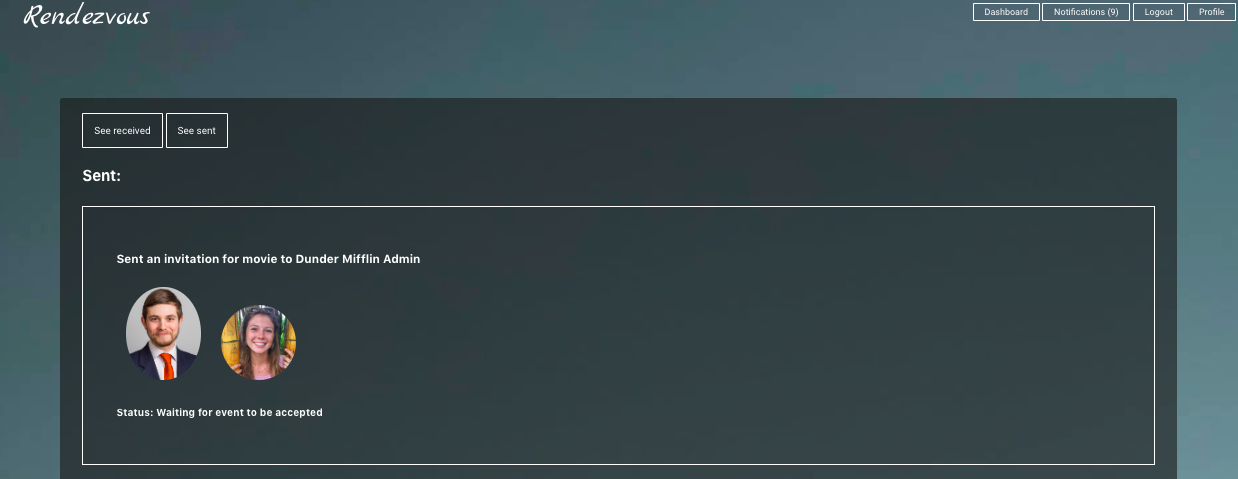 Rendezvous
Dashboard Notifications (9) Logout Profile
See received See sent
Sent:
Sent an invitation for movie to Dunder Mifflin Admin
Status: Waiting for event to be accepted